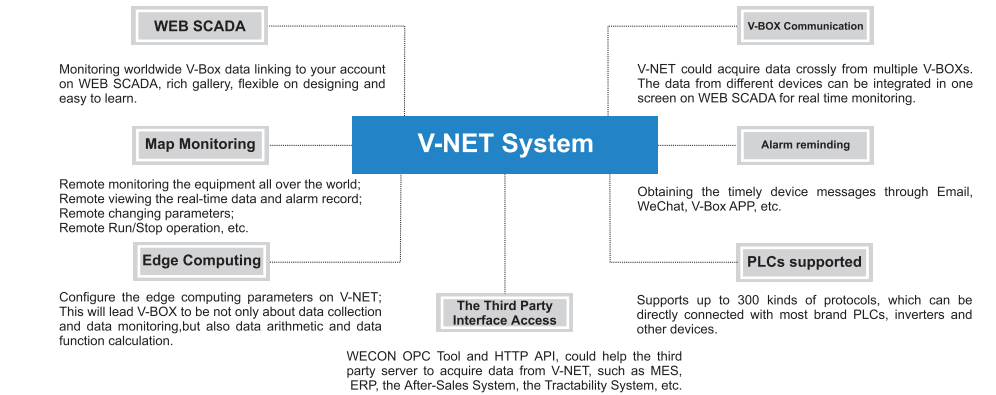 WEB SCADA
Monitoring worldwide V-Box data linking to your account
on WEB SCADA, rich gallery, flexible on designing and
easy to learn.
Map Monitoring
Remote monitoring the equipment all over the world;
Remote viewing the real-time data and alarm record;
Remote changing parameters;
Remote Run/Stop operation, etc.
Edge Computing
Configure the edge computing parameters on V-NET;
This will lead V-BOX to be not only about data collection
and data monitoring,but also data arithmetic and data
function calculation.
V-NET System
The Third Party
Interface Access
WECON OPC Tool and HTTP API, could help the third
party server to acquire data from V-NET, such as MES,
ERP, the After-Sales System, the Tractability System, etc.
V-BOX Communication
V-NET could acquire data crossly from multiple V-BOXs.
The data from different devices can be integrated in one
screen on WEB SCADA for real time monitoring.
Alarm reminding
Obtaining the timely device messages through Email,
WeChat, V-Box APP, etc.
PLCs supported
Supports up to 300 kinds of protocols, which can be
directly connected with most brand PLCs, inverters and
other devices.